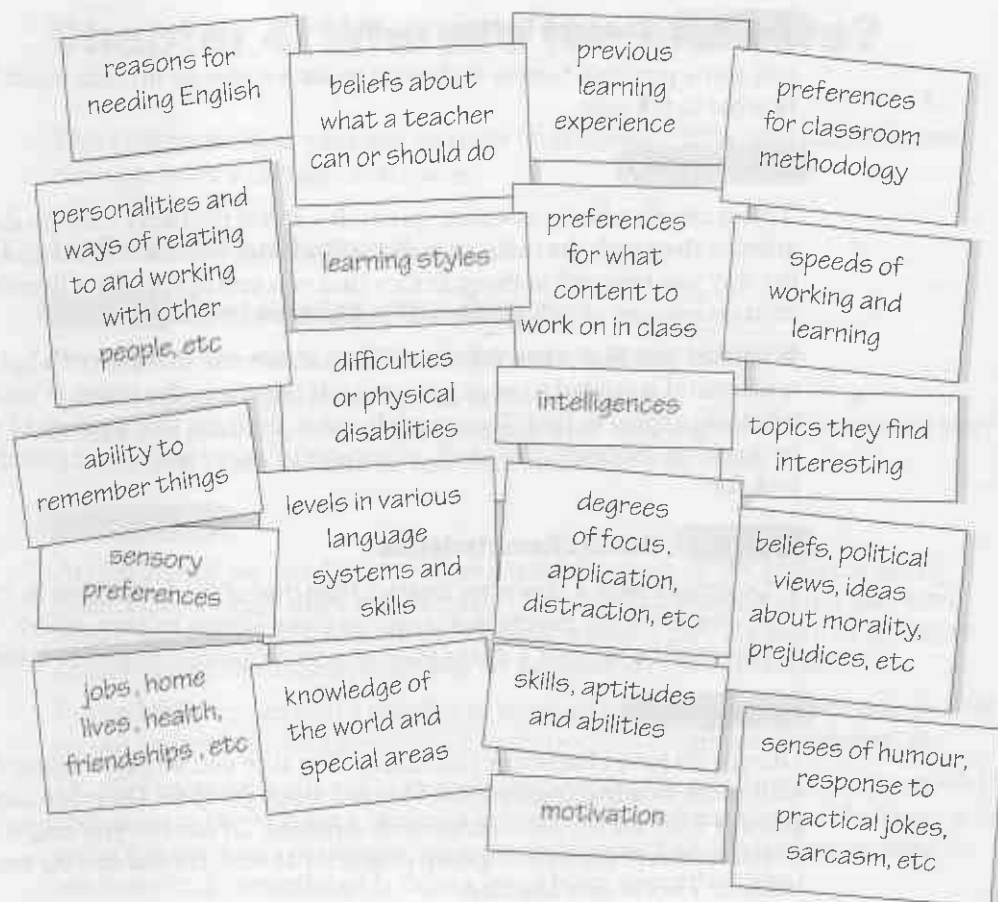 reasons for
needing English
beliefs about
what a teacher
can or should do
previous
learning
experience
preferences
for classroom
methodology
personalities and
ways of relating
to and working
with other
people, etc
learning styles
preferences
for what
content to
work on in class
speeds of
working and
learning
difficulties
or physical
disabilities
intelligences
topics they find
interesting
ability to
remember things
levels in various
language
systems and
skills
degrees
of focus,
application,
distraction, etc
beliefs, political
views, ideas
about morality,
prejudices, etc
sensory
preferences
jobs, home
lives, health,
friendships, etc
knowledge of
the world and
special areas
skills, aptitudes
and abilities
motivation
senses of humour,
response to
practical jokes,
sarcasm, etc